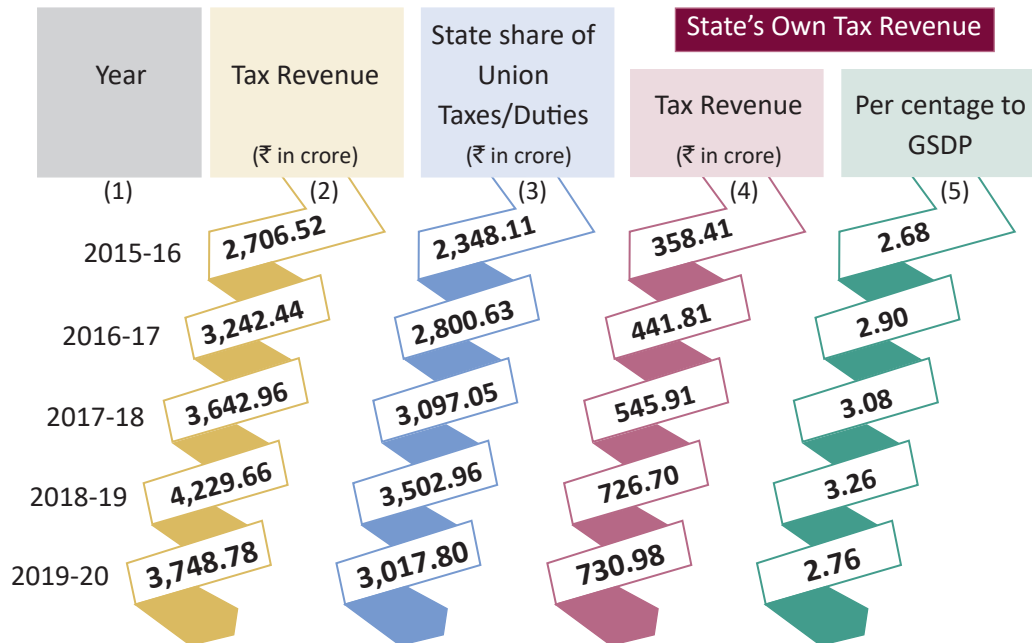 State's Own Tax Revenue
Year
Tax Revenue
(₹ in crore)
State share of
Union
Taxes/Duties
(₹ in crore)
Tax Revenue
(₹ in crore)
Per centage to
GSDP
(1) (2) (3) (4) (5)
2015-16 2,706.52 2,348.11 358.41 2.68
2016-17 3,242.44 2,800.63 441.81 2.90
2017-18 3,642.96 3,097.05 545.91 3.08
2018-19 4,229.66 3,502.96 726.70 3.26
2019-20 3,748.78 3,017.80 730.98 2.76